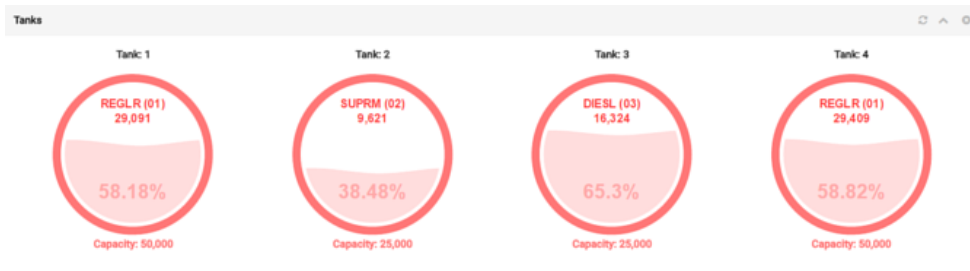 Tanks
Tank: 1
REGLR (01)
29,091
58.18%
Capacity: 50,000
Tank: 2
SUPRM (02)
9,621
38.48%
Capacity: 25,000
Tank: 3
DIESL (03)
16,324
65.3%
Capacity: 25,000
Tank: 4
REGLR (01)
29,409
58.82%
Capacity: 50,000